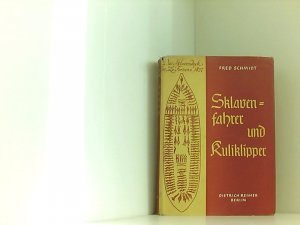 FRED SCHMIDT
Sklaven=
fahrer
und
Kuliklipper
DIETRICH REIMER
BERLIN